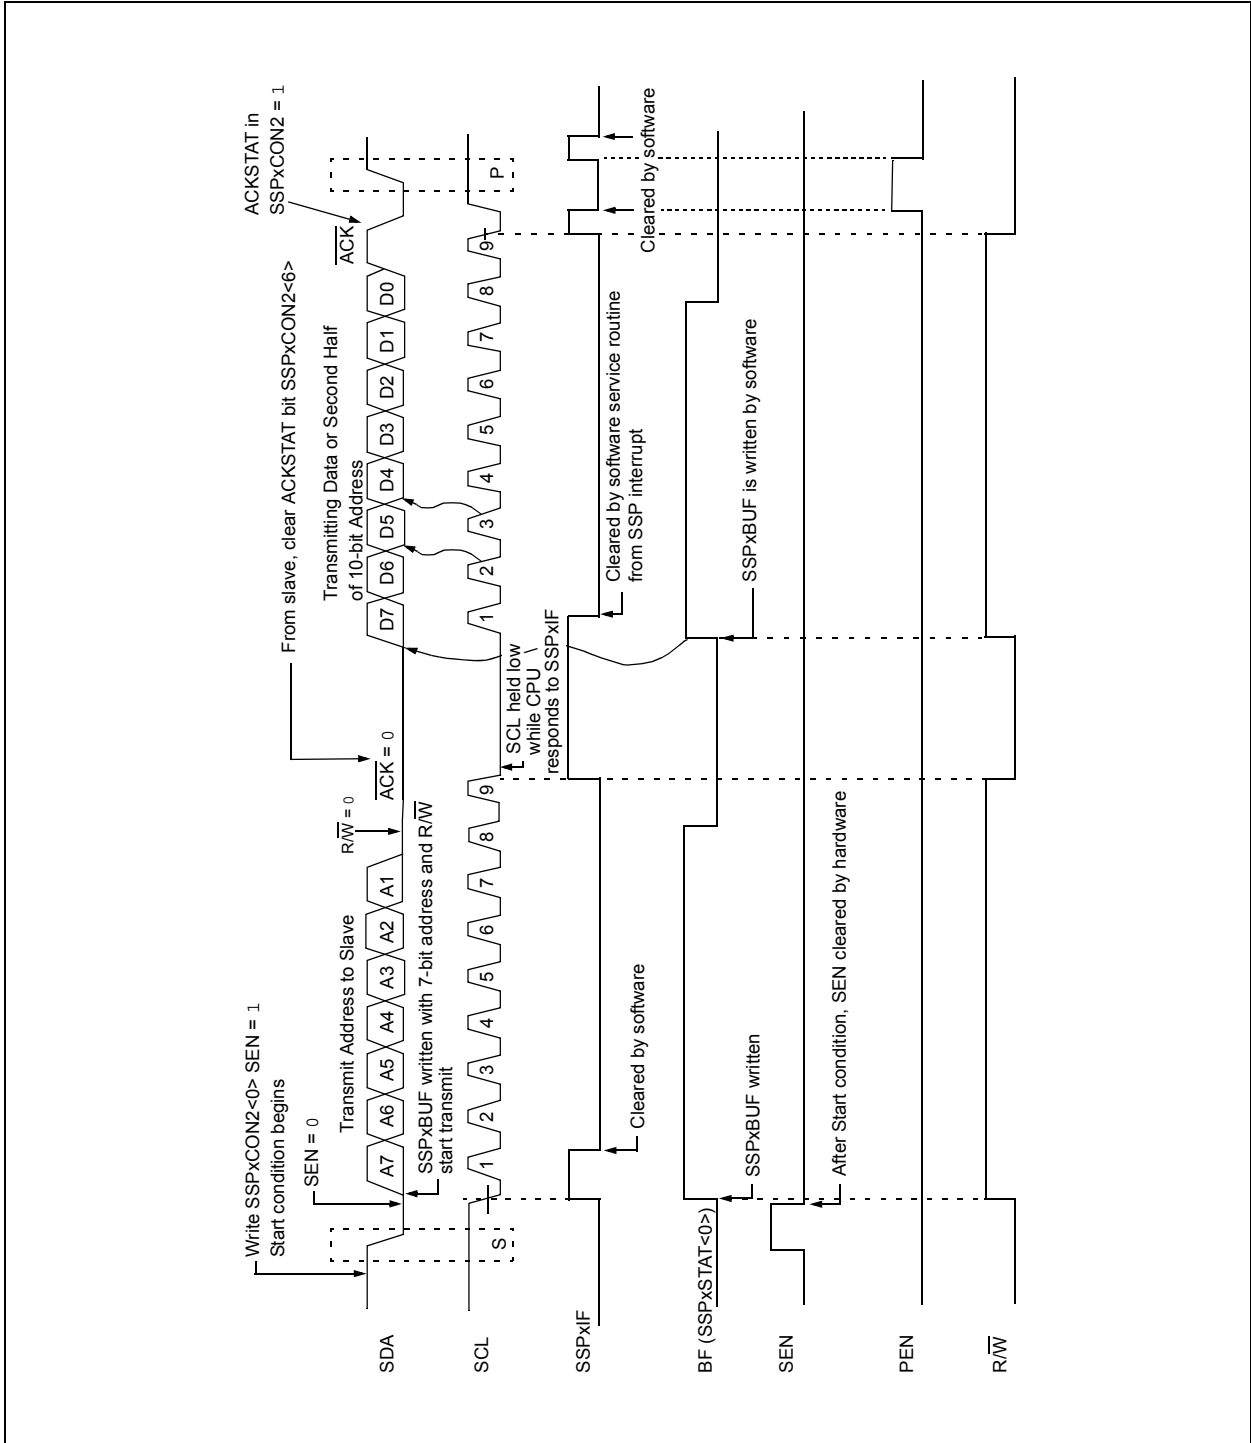 Write SSPxCON2<0> SEN = 1
Start condition begins
SEN = 0
Transmit Address to Slave
R/W = 0
From slave, clear ACKSTAT bit SSPxCON2<6>
ACK = 0
Transmitting Data or Second Half
of 10-bit Address
ACKSTAT in
SSPxCON2 = 1
ACK
SDA
A7 A6 A5 A4 A3 A2 A1
D7 D6 D5 D4 D3 D2 D1 D0
SSPxBUF written with 7-bit address and R/W
start transmit
SCL
S
1 2 3 4 5 6 7 8 9
1 2 3 4 5 6 7 8 9
P
SCL held low
while CPU
responds to SSPxIF
SSPxIF
Cleared by software
Cleared by software service routine
from SSP interrupt
Cleared by software
BF (SSPxSTAT<0>)
SSPxBUF written
SSPxBUF is written by software
SEN
After Start condition, SEN cleared by hardware
PEN
R/W